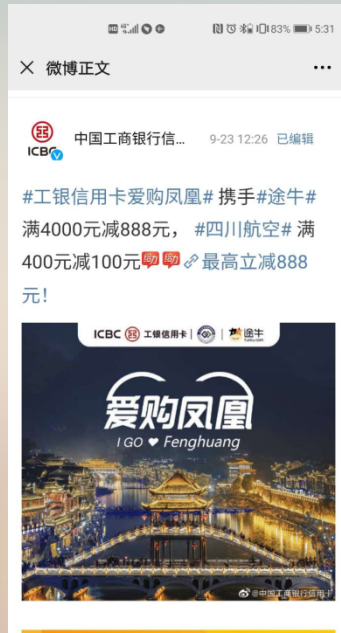 83% 5:31
微博正文
中国工商银行信... 9-23 12:26 已编辑
ICBC
#工银信用卡爱购凤凰# 携手#途牛#
满4000元减888元， #四川航空# 满
400元减100元 最高立减888
元！
ICBC 工银信用卡 途牛
爱购凤凰
I GO ❤ Fenghuang
@中国工商银行信用卡